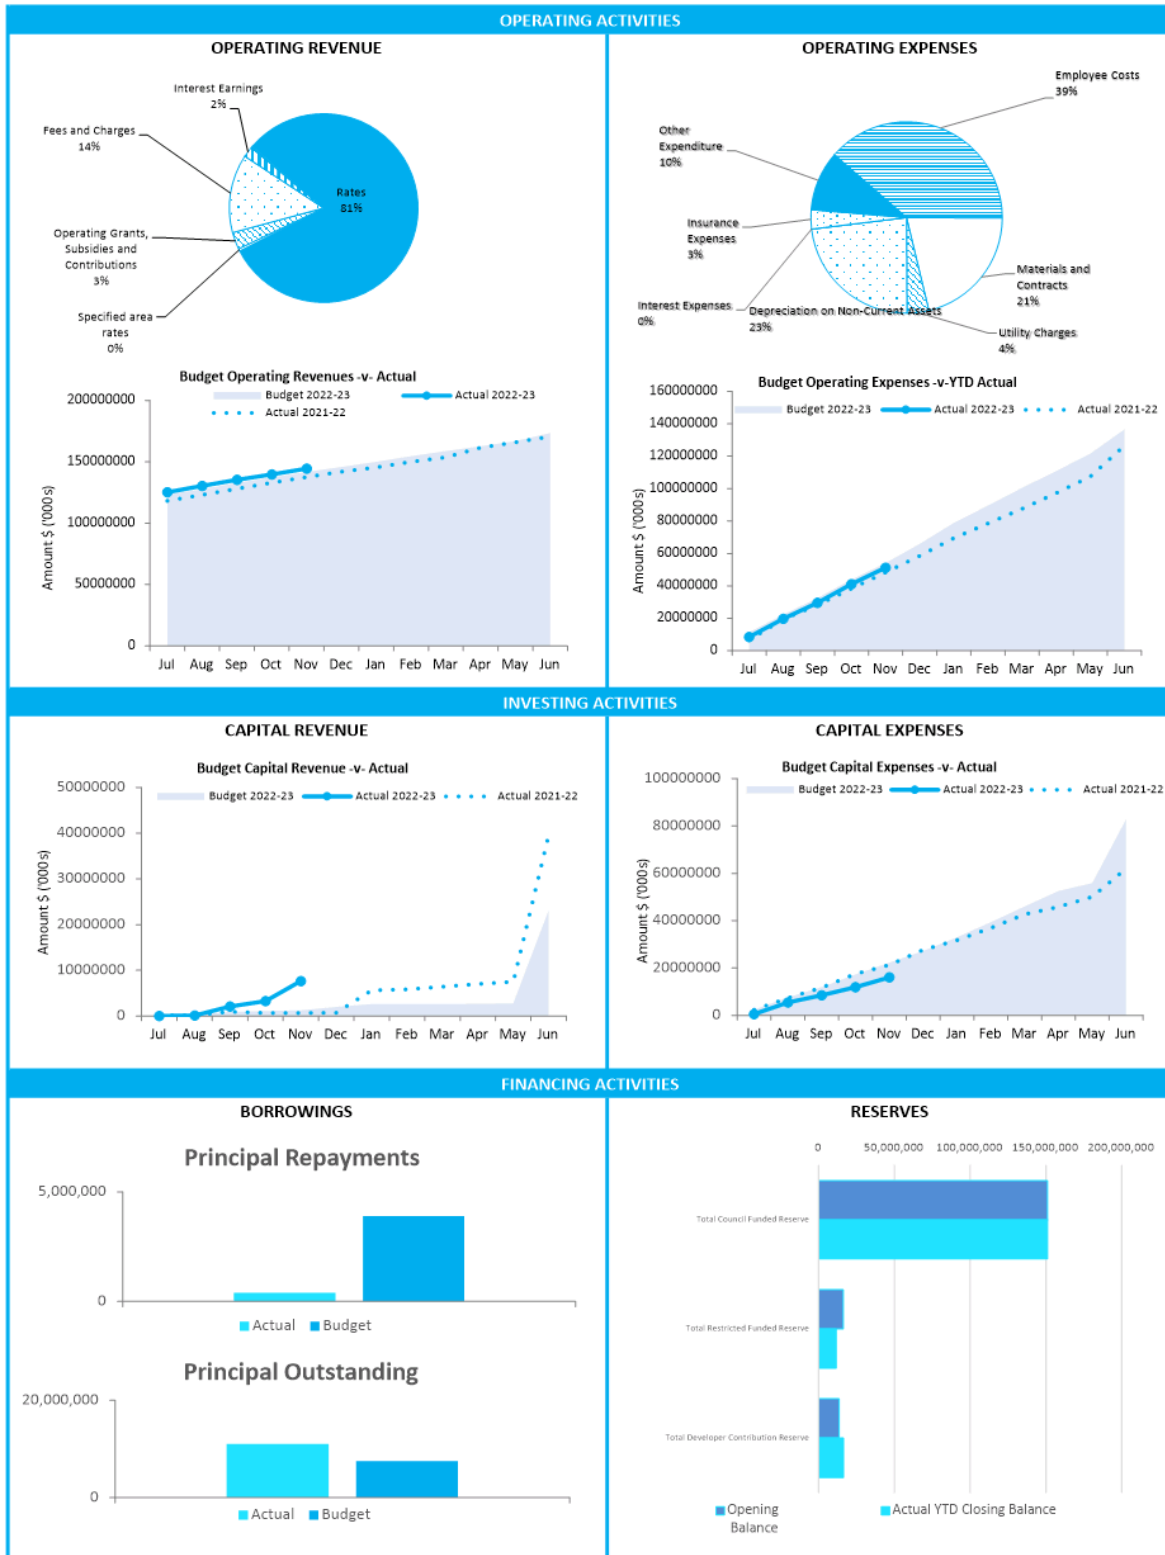 OPERATING ACTIVITIES
OPERATING REVENUE
Interest Earnings
2%
Fees and Charges
14%
Rates
81%
Operating Grants,
Subsidies and
Contributions
3%
Specified area
rates
0%
Budget Operating Revenues -v- Actual
Budget 2022-23
Actual 2022-23
Actual 2021-22
200000000
150000000
100000000
50000000
0
Amount $ ('000s)
Jul Aug Sep Oct Nov Dec Jan Feb Mar Apr May Jun
OPERATING EXPENSES
Employee Costs
39%
Other
Expenditure
10%
Insurance
Expenses
3%
Materials and
Contracts
21%
Interest Expenses
0%
Depreciation on Non-Current Assets
23%
Utility Charges
4%
Budget Operating Expenses -v-YTD Actual
Budget 2022-23 Actual 2022-23 Actual 2021-22
160000000
140000000
120000000
100000000
80000000
60000000
40000000
20000000
0
Amount $ ('000s)
Jul Aug Sep Oct Nov Dec Jan Feb Mar Apr May Jun
INVESTING ACTIVITIES
CAPITAL REVENUE
Budget Capital Revenue -v- Actual
Budget 2022-23 Actual 2022-23 Actual 2021-22
50000000
40000000
30000000
20000000
10000000
0
Amount $ ('000s)
Jul Aug Sep Oct Nov Dec Jan Feb Mar Apr May Jun
CAPITAL EXPENSES
Budget Capital Expenses -v- Actual
Budget 2022-23 Actual 2022-23 Actual 2021-22
100000000
80000000
60000000
40000000
20000000
0
Amount $ ('000s)
Jul Aug Sep Oct Nov Dec Jan Feb Mar Apr May Jun
FINANCING ACTIVITIES
BORROWINGS
Principal Repayments
5,000,000
0
Actual Budget
Principal Outstanding
20,000,000
0
Actual Budget
RESERVES
0 50,000,000 100,000,000 150,000,000 200,000,000
Total Council Funded Reserve
Total Restricted Funded Reserve
Total Developer Contribution Reserve
Opening
Balance
Actual YTD Closing Balance